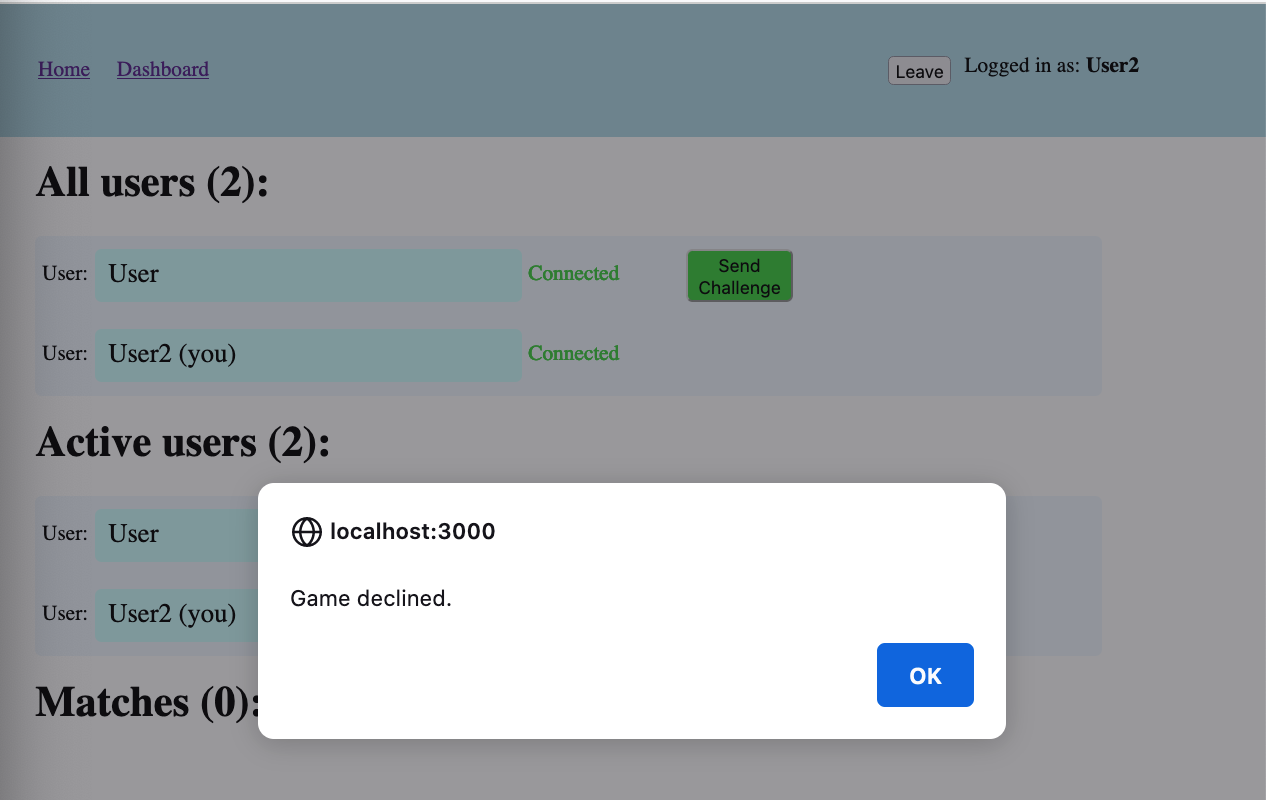 Home Dashboard Leave Logged in as: User2
All users (2):
User: User Connected Send
Challenge
User: User2 (you) Connected
Active users (2):
User: User
User: User2 (you)
Matches (0):
localhost:3000
Game declined.
OK